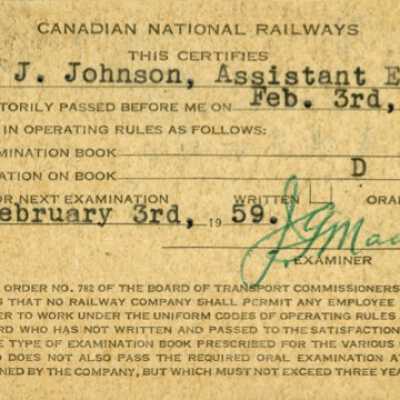 CANADIAN NATIONAL RAILWAYS
THIS CERTIFIES
J. Johnson, Assistant E
TORILY PASSED BEFORE ME ON Feb. 3rd,
IN OPERATING RULES AS FOLLOWS:
MINATION BOOK
ATION ON BOOK D
OR NEXT EXAMINATION WRITTEN ORA
ebruary 3rd, 1959.
EXAMINER
ORDER NO. 782 OF THE BOARD OF TRANSPORT COMMISSIONERS
S THAT NO RAILWAY COMPANY SHALL PERMIT ANY EMPLOYEE
ER TO WORK UNDER THE UNIFORM CODES OF OPERATING RULES
RD WHO HAS NOT WRITTEN AND PASSED TO THE SATISFACTION
E TYPE OF EXAMINATION BOOK PRESCRIBED FOR THE VARIOUS
O DOES NOT ALSO PASS THE REQUIRED ORAL EXAMINATION AT
NED BY THE COMPANY, BUT WHICH MUST NOT EXCEED THREE YEA